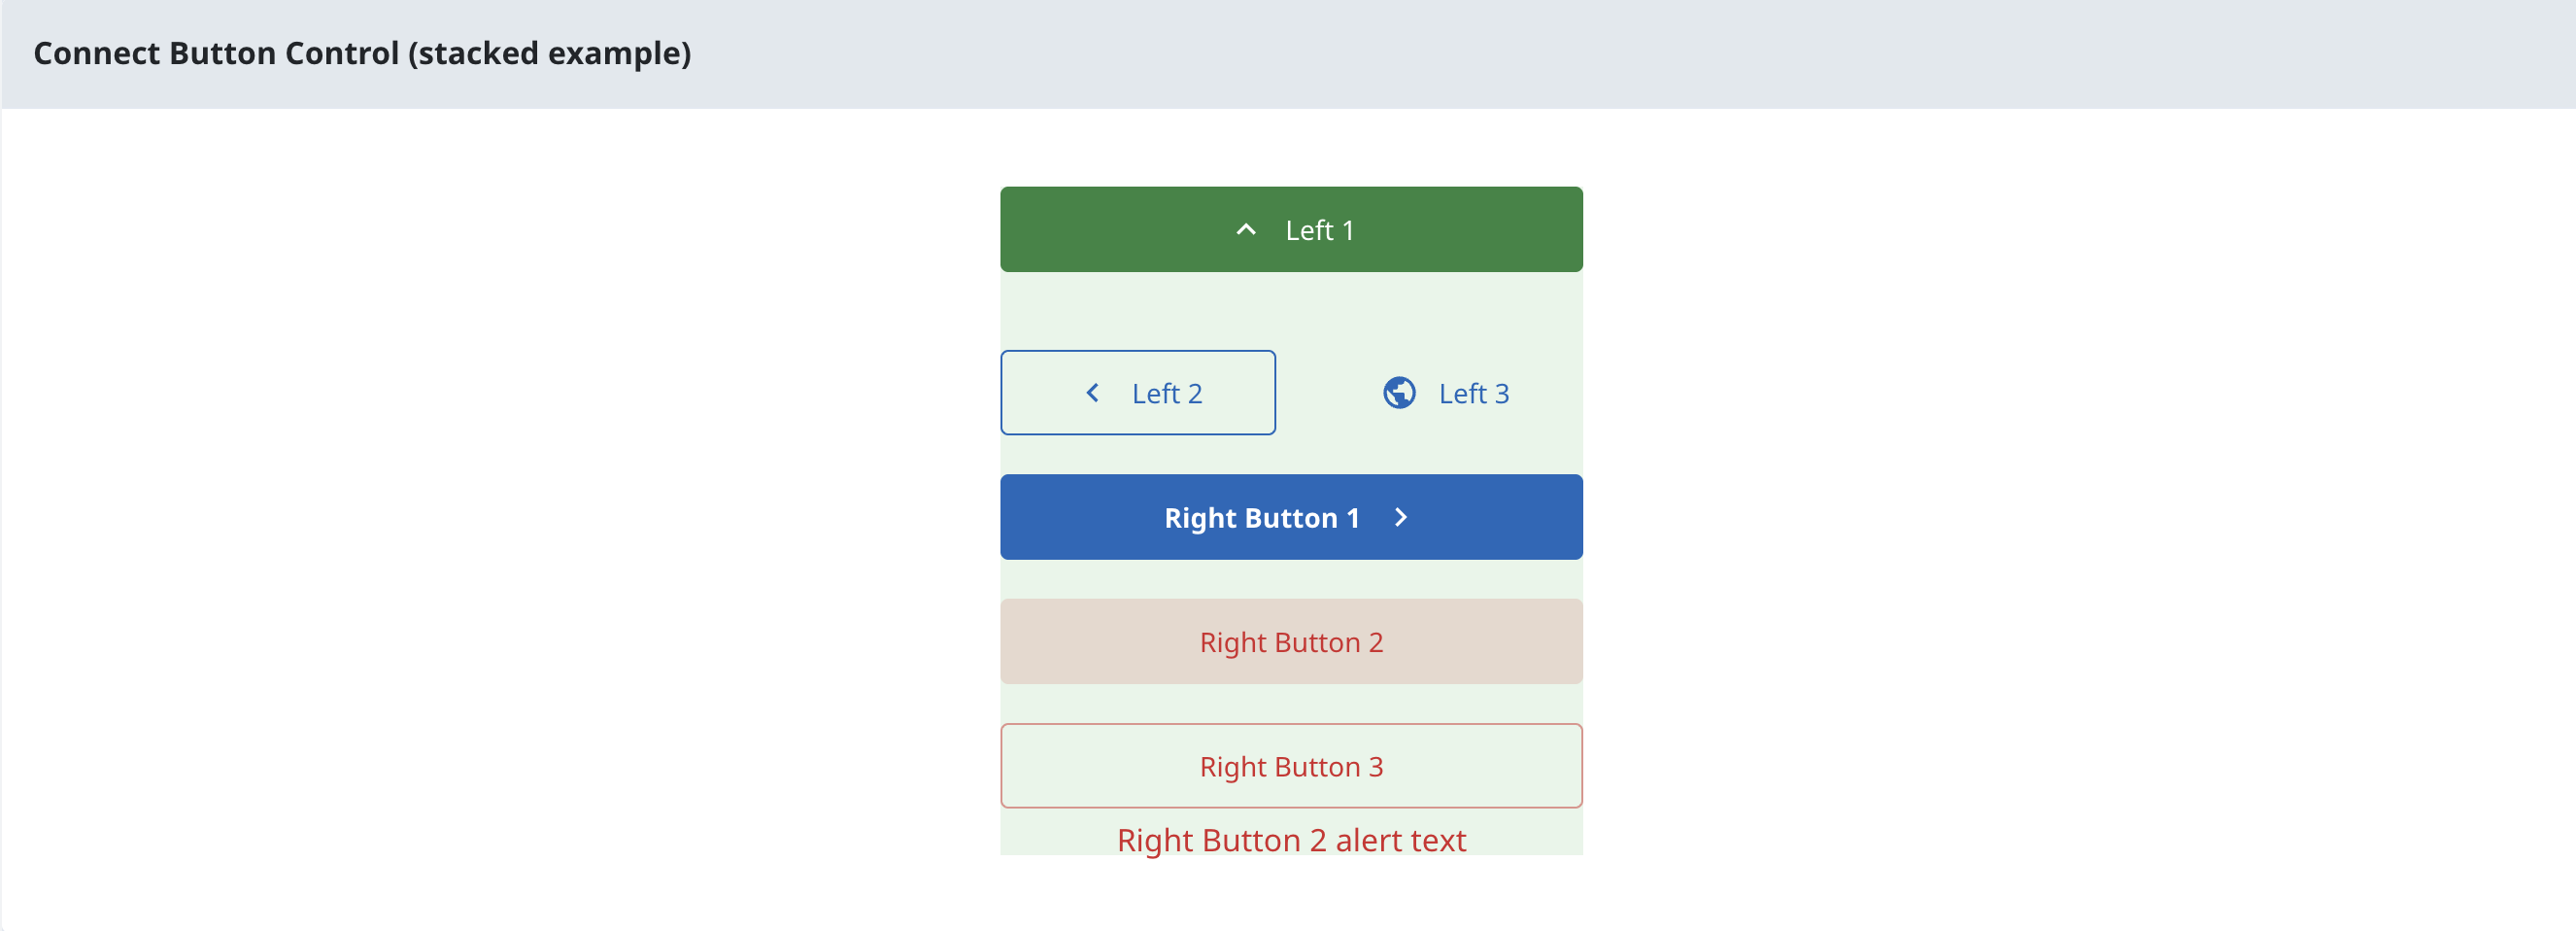 Connect Button Control (stacked example)
Left 1
Left 2
Left 3
Right Button 1
Right Button 2
Right Button 3
Right Button 2 alert text